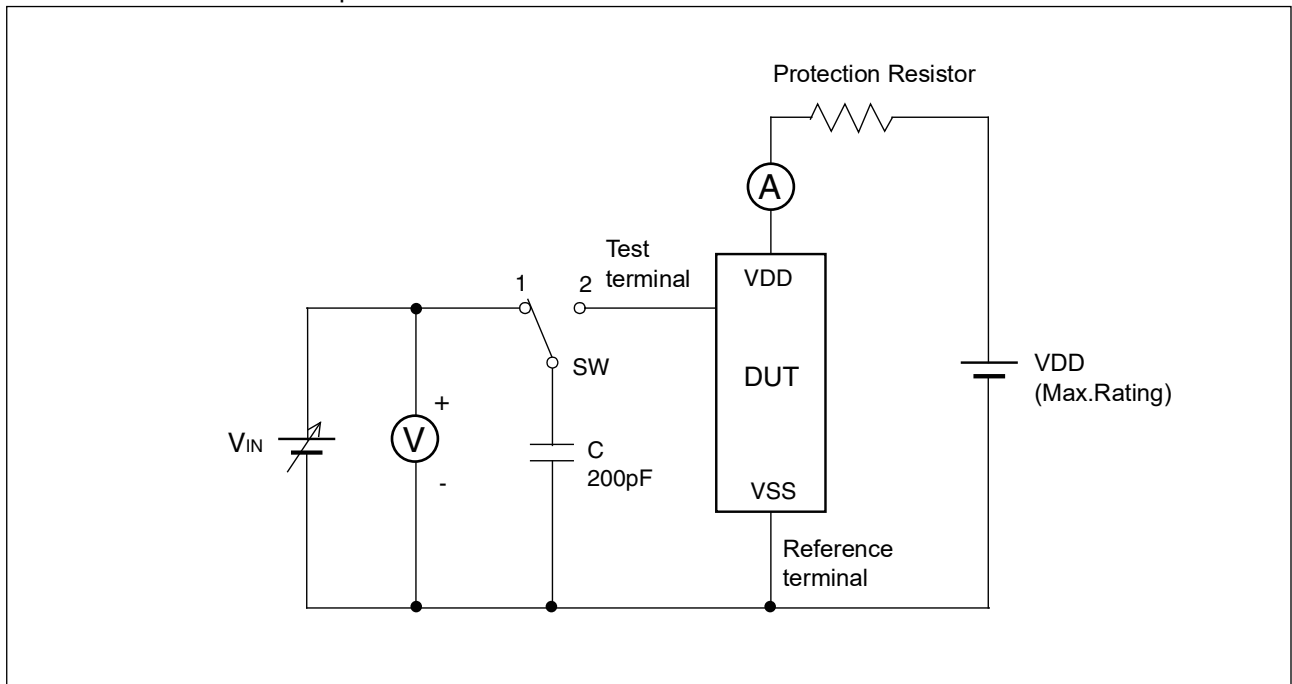 Protection Resistor
A
Test
terminal
1
2
VDD
SW
DUT
VDD
(Max.Rating)
VIN
+
V
-
C
200pF
VSS
Reference
terminal